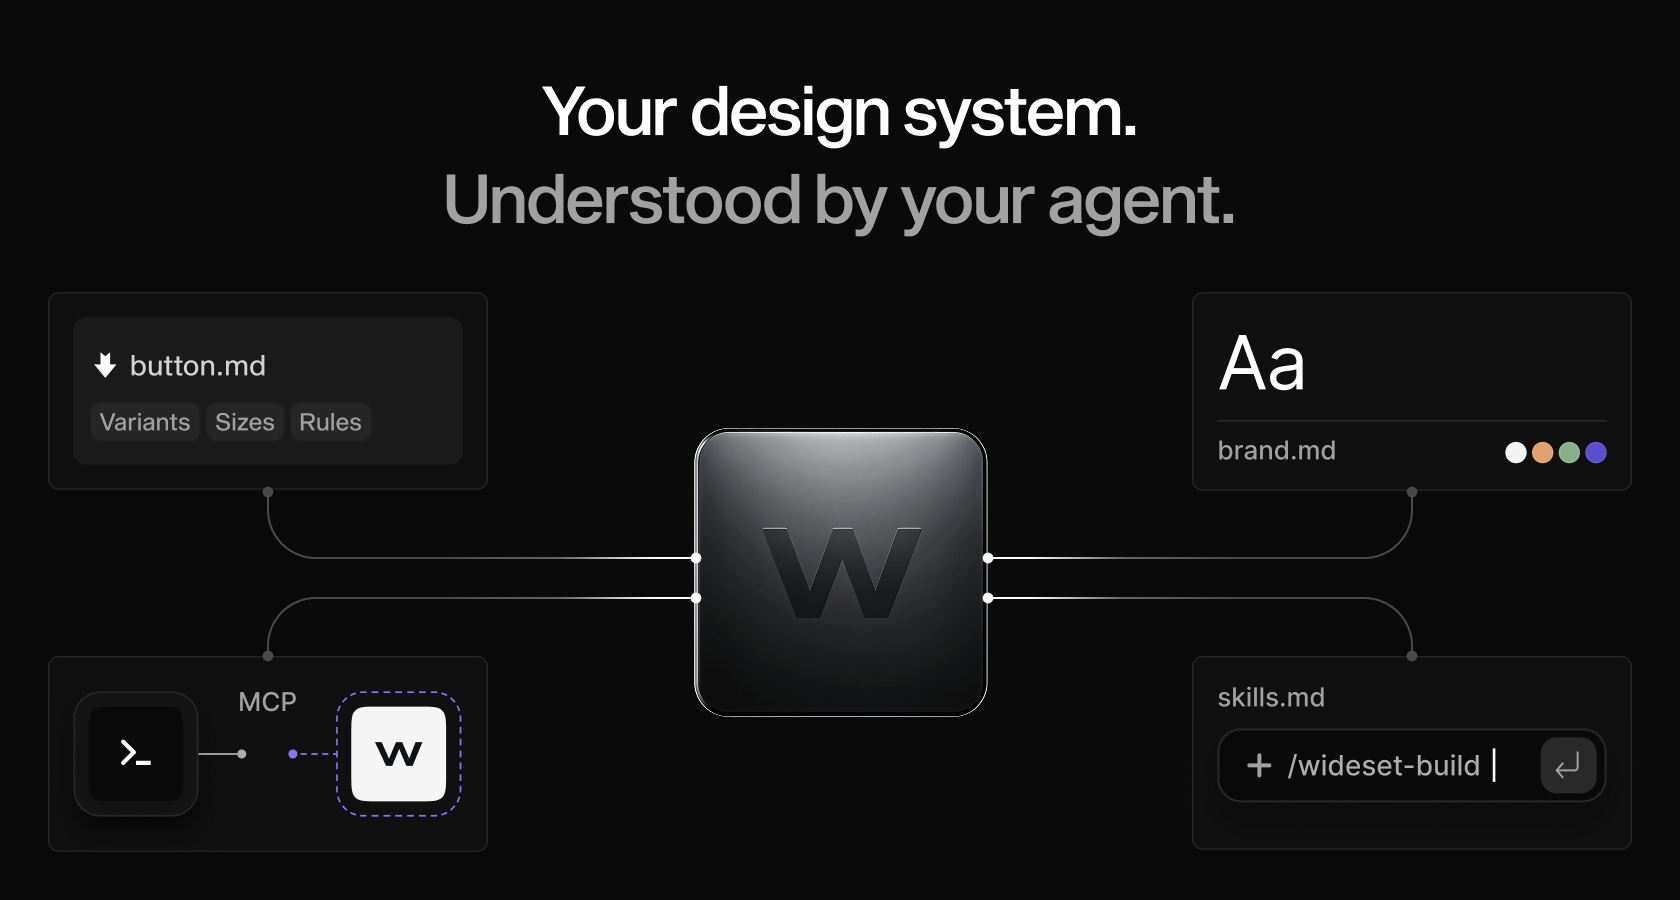 Your design system.
Understood by your agent.
button.md
Variants Sizes Rules
Aa
brand.md
W
MCP
W
skills.md
/wideset-build